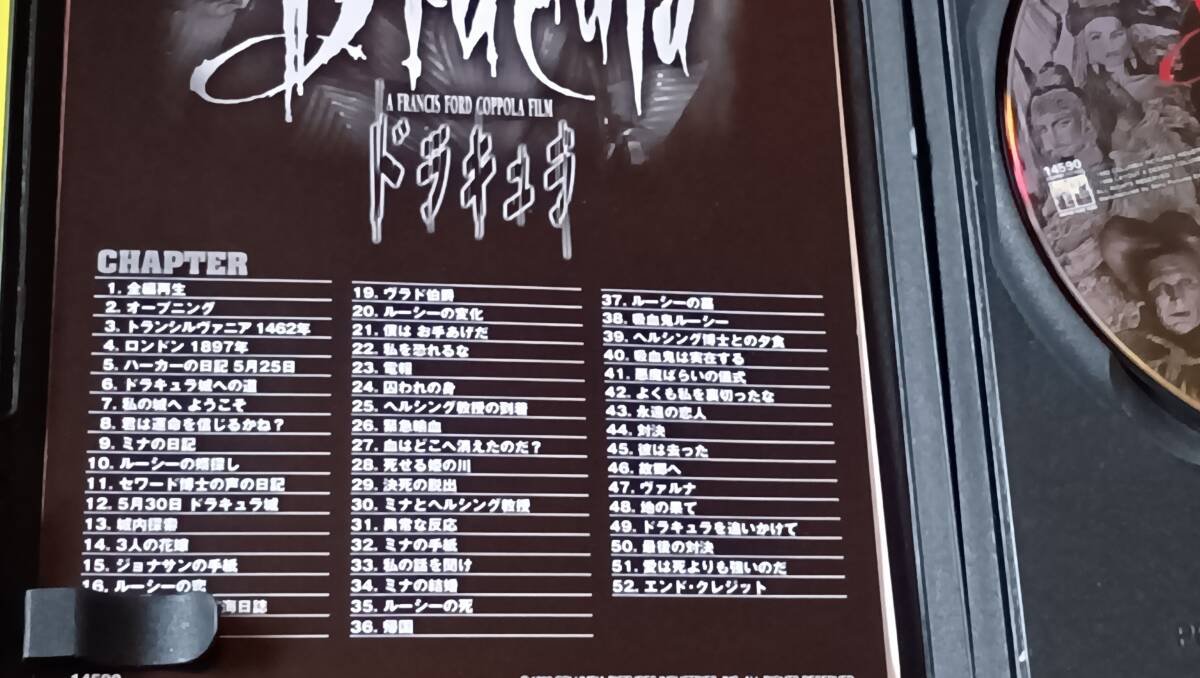 Dracula
A FRANCIS FORD COPPOLA FILM
ドラキュラ
CHAPTER
1. 全編再生
2. オープニング
3. トランシルヴァニア 1462年
4. ロンドン 1897年
5. ハーカーの日記 5月25日
6. ドラキュラ城への道
7. 私の城へ ようこそ
8. 君は運命を信じるかね?
9. ミナの日記
10. ルーシーの婿探し
11. セワード博士の声の日記
12. 5月30日 ドラキュラ城
13. 城内探索
14. 3人の花嫁
15. ジョナサンの手紙
16. ルーシーの恋
海日誌
19. ヴラド伯爵
20. ルーシーの変化
21. 僕は お手あげだ
22. 私を恐れるな
23. 電報
24. 囚われの身
25. ヘルシング教授の到着
26. 緊急輸血
27. 血はどこへ消えたのだ?
28. 死せる姫の川
29. 決死の脱出
30. ミナとヘルシング教授
31. 異常な反応
32. ミナの手紙
33. 私の話を聞け
34. ミナの結婚
35. ルーシーの死
36. 帰国
37. ルーシーの墓
38. 吸血鬼ルーシー
39. ヘルシング博士との夕食
40. 吸血鬼は実在する
41. 悪魔ばらいの儀式
42. よくも私を裏切ったな
43. 永遠の恋人
44. 対決
45. 彼は去った
46. 故郷へ
47. ヴァルナ
48. 地の果て
49. ドラキュラを追いかけて
50. 最後の対決
51. 愛は死よりも強いのだ
52. エンド・クレジット
14590